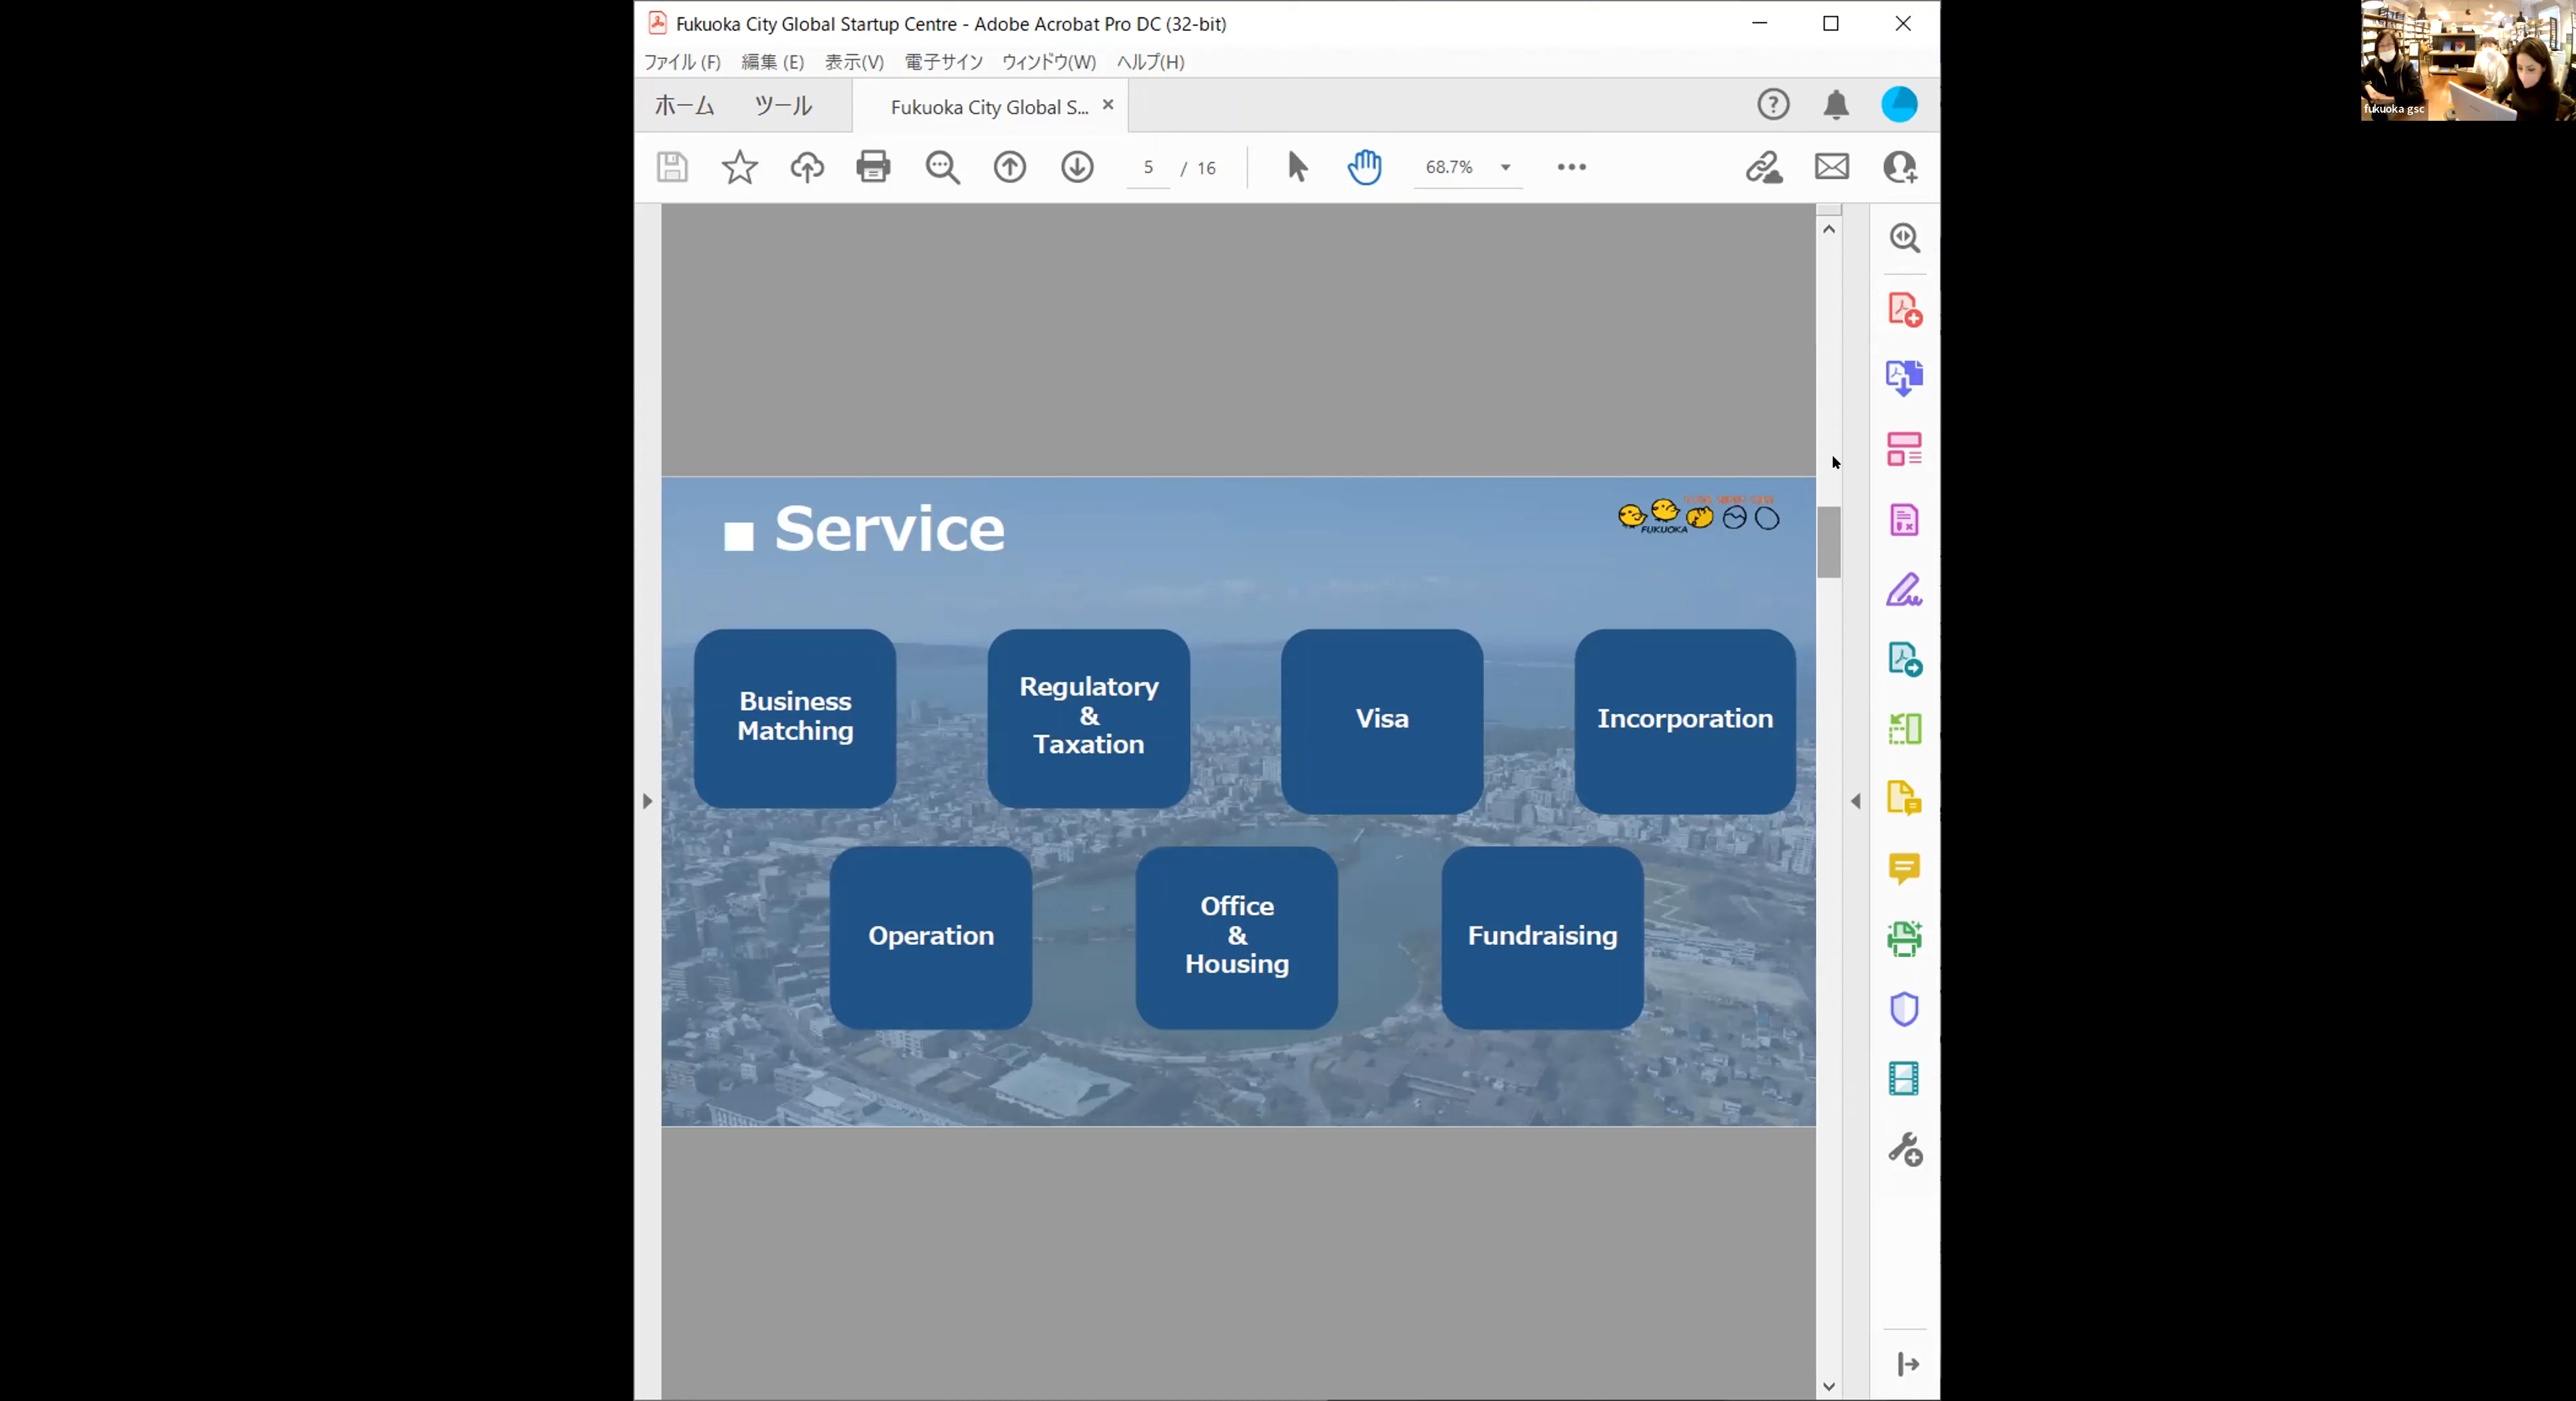 Fukuoka City Global Startup Centre - Adobe Acrobat Pro DC (32-bit)
ファイル (F) 編集 (E) 表示(V) 電子サイン ウィンドウ(W) ヘルプ(H)
ホーム ツール Fukuoka City Global S...
5 / 16 68.7%
fukuoka gsc
■ Service
FUKUOKA
Business
Matching
Regulatory
&
Taxation
Visa
Incorporation
Operation
Office
&
Housing
Fundraising